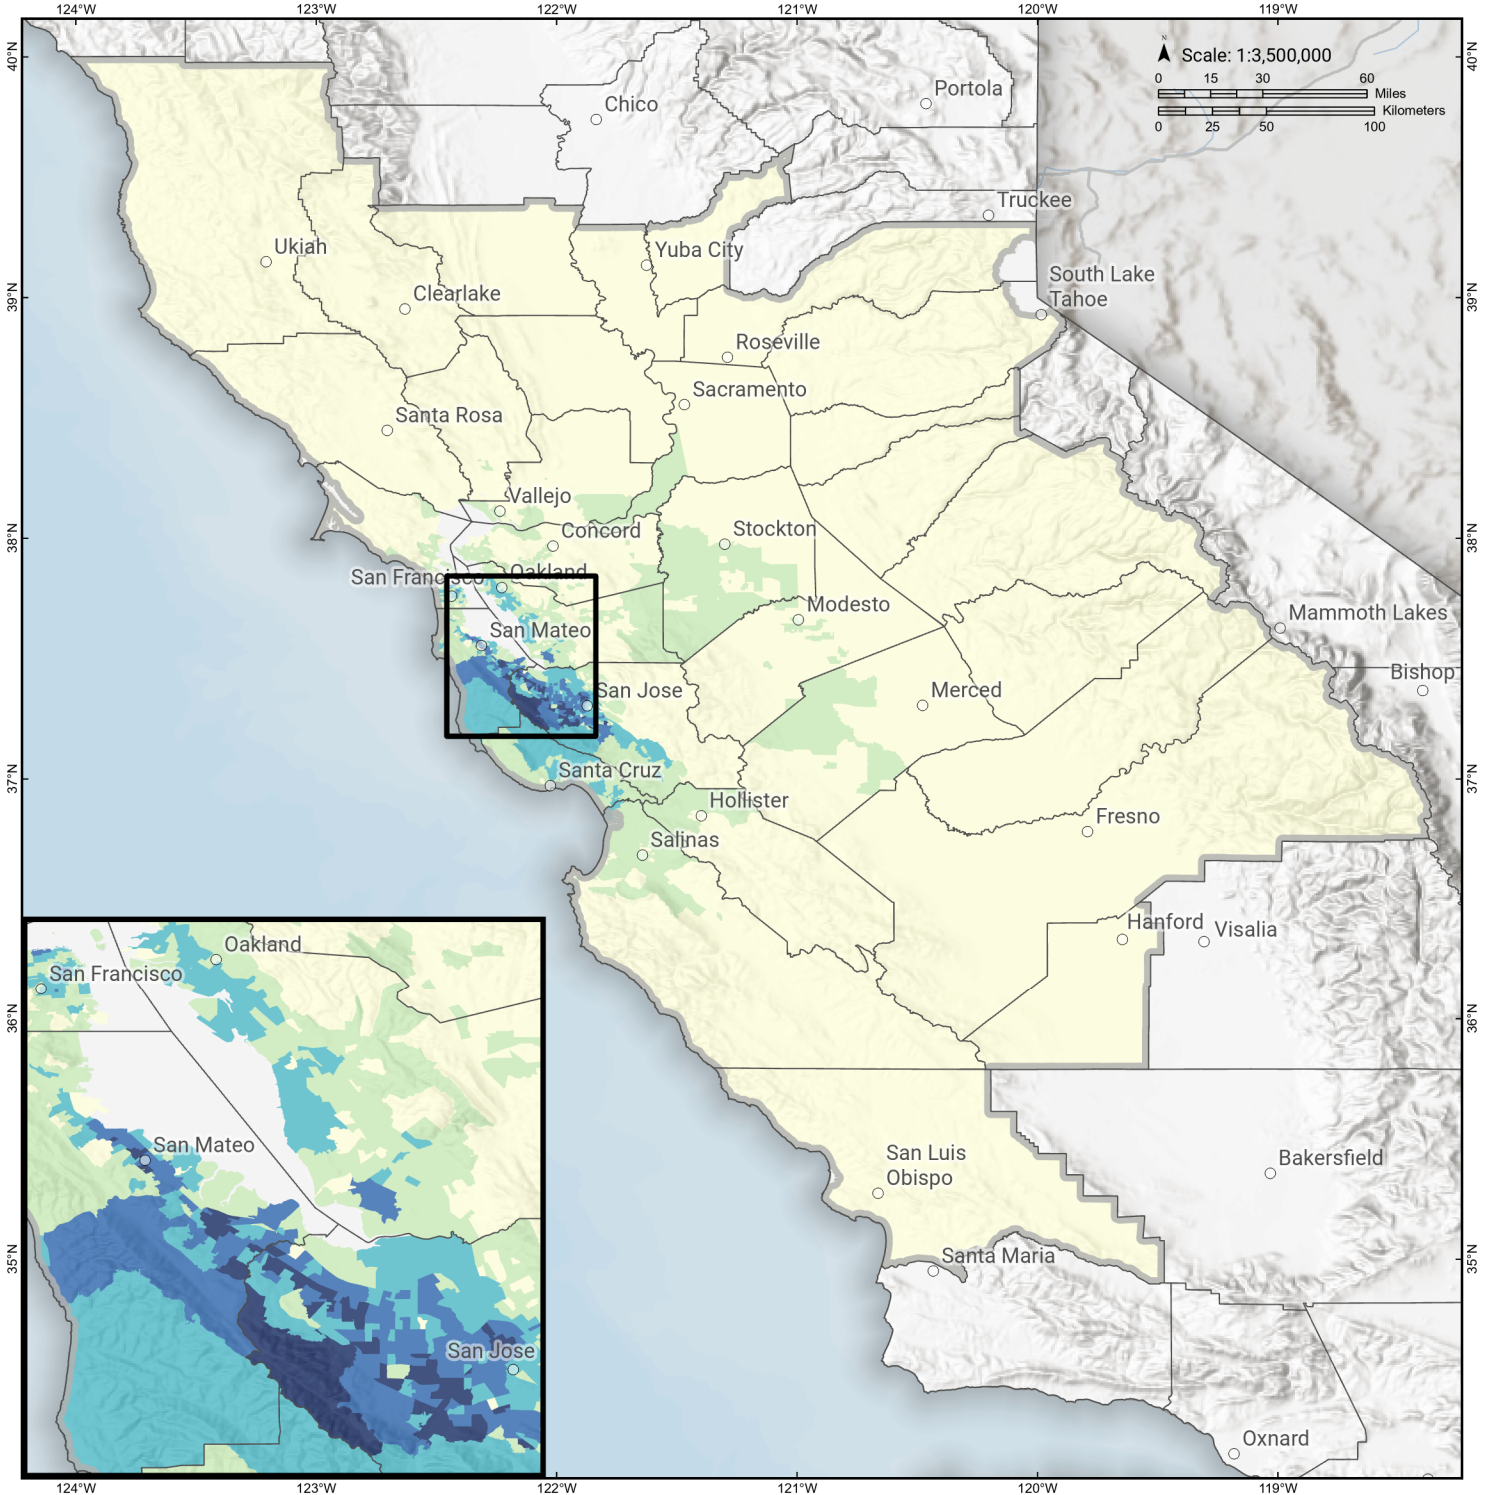 124°W 123°W 122°W 121°W 120°W 119°W
40°N
40°N
N
Scale: 1:3,500,000
0 15 30 60
Miles
Kilometers
0 25 50 100
Portola
Chico
Truckee
Ukiah
Yuba City
South Lake
Tahoe
39°N
39°N
Clearlake
Roseville
Sacramento
Santa Rosa
Vallejo
Concord
Stockton
38°N
38°N
San Francisco
Oakland
Modesto
Mammoth Lakes
San Mateo
Bishop
San Jose
Merced
37°N
37°N
Santa Cruz
Hollister
Fresno
Salinas
Hanford
Visalia
Oakland
San Francisco
36°N
36°N
San Mateo
San Luis
Obispo
Bakersfield
35°N
35°N
Santa Maria
San Jose
Oxnard
124°W 123°W 122°W 121°W 120°W 119°W